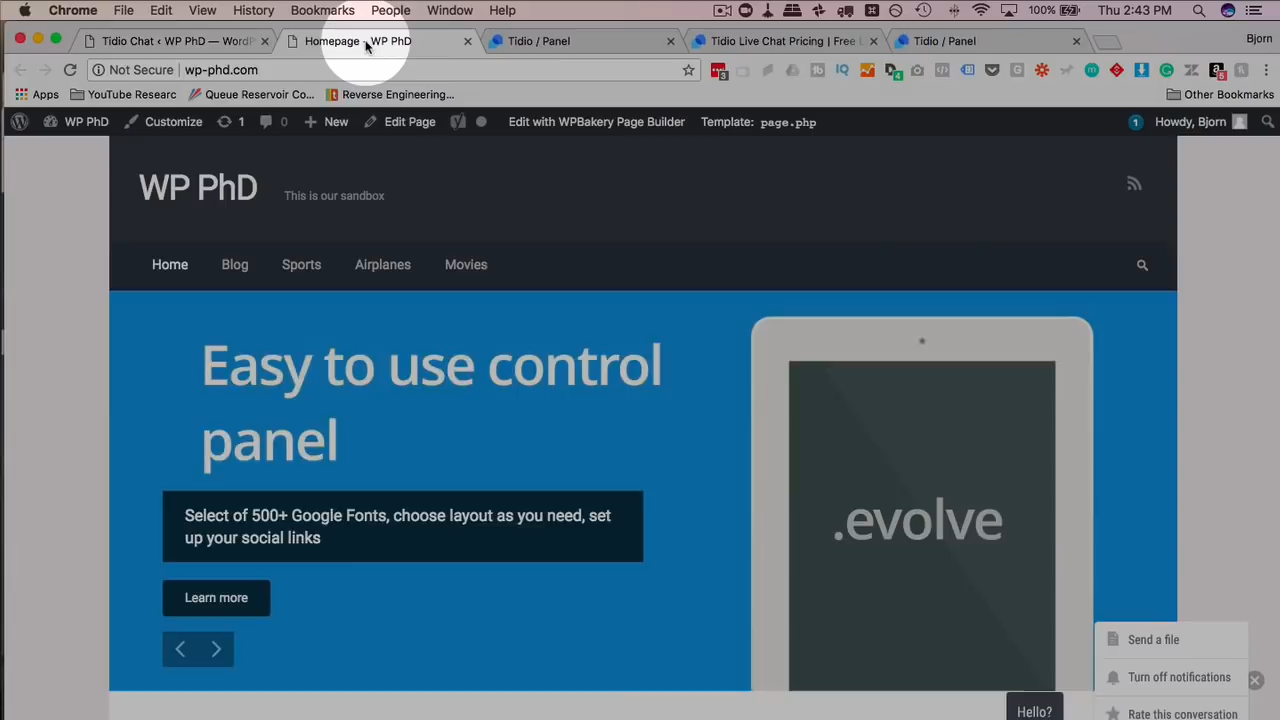 Chrome File Edit View History Bookmarks People Window Help 100% Thu 2:43 PM
Tidio Chat ‹ WP PhD — WordP Homepage - WP PhD Tidio / Panel Tidio Live Chat Pricing | Free L Tidio / Panel Bjorn
Not Secure wp-phd.com
Apps YouTube Researc Queue Reservoir Co... Reverse Engineering... Other Bookmarks
WP PhD Customize 1 0 New Edit Page Edit with WPBakery Page Builder Template: page.php 1 Howdy, Bjorn
WP PhD This is our sandbox
Home Blog Sports Airplanes Movies
Easy to use control
panel
Select of 500+ Google Fonts, choose layout as you need, set
up your social links
.evolve
Learn more
Send a file
Turn off notifications
Rate this conversation
Hello?